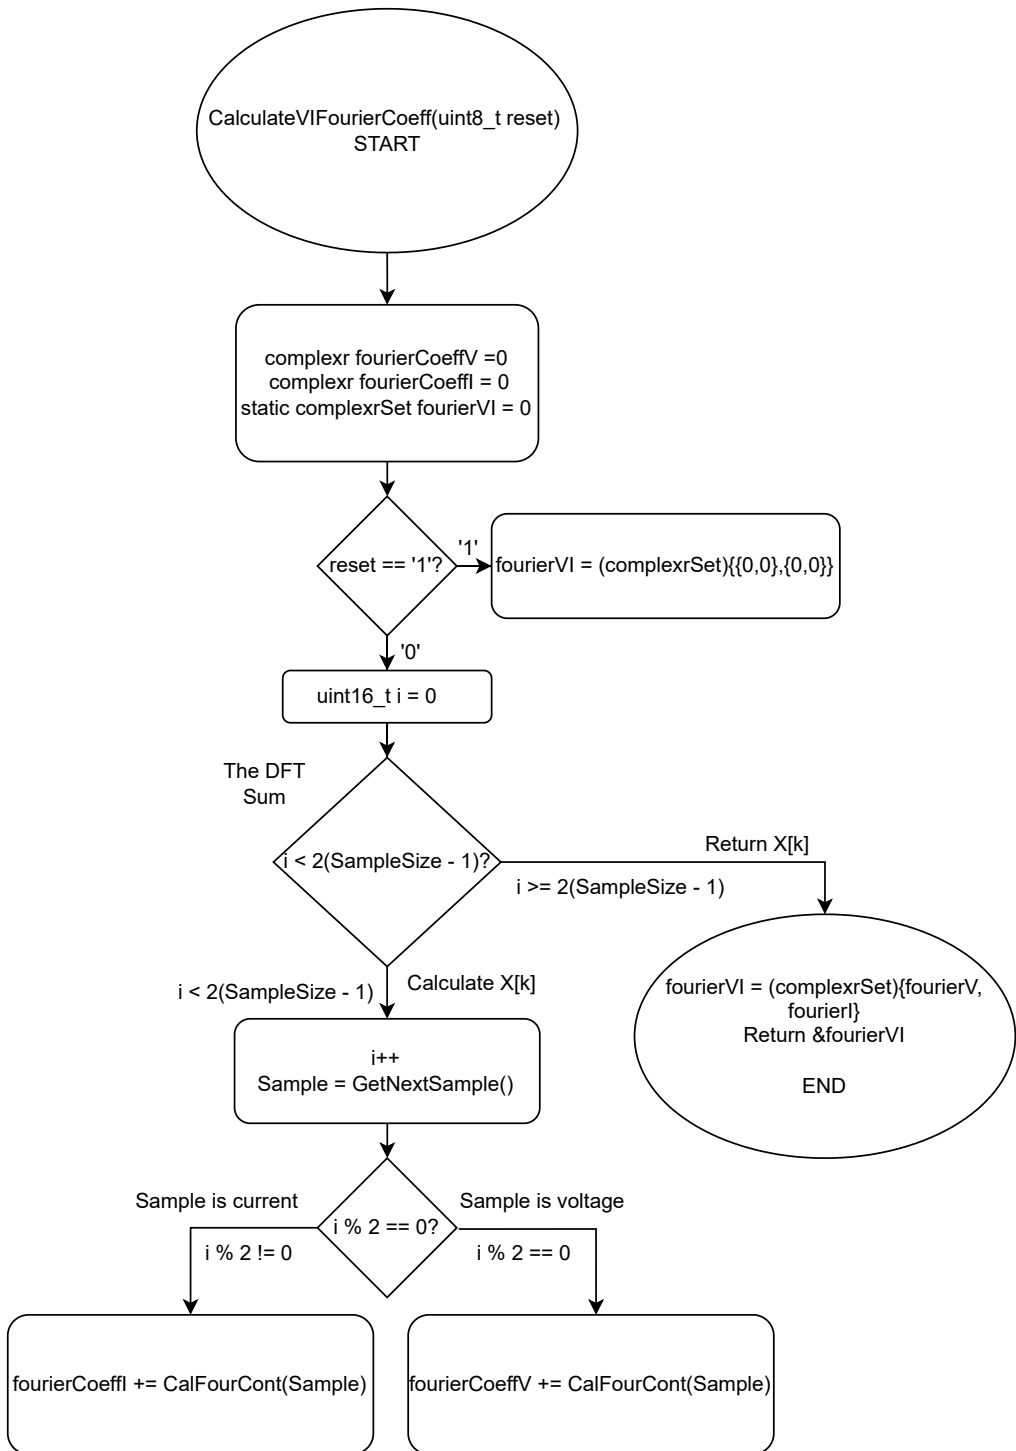 CalculateVIFourierCoeff(uint8_t reset)
START
complexr fourierCoeffV =0
complexr fourierCoeffI = 0
static complexrSet fourierVI = 0
reset == '1'?
'1'
fourierVI = (complexrSet){{0,0},{0,0}}
'0'
uint16_t i = 0
The DFT
Sum
i < 2(SampleSize - 1)?
Return X[k]
i >= 2(SampleSize - 1)
fourierVI = (complexrSet){fourierV,
fourierI}
Return &fourierVI
END
i < 2(SampleSize - 1)
Calculate X[k]
i++
Sample = GetNextSample()
i % 2 == 0?
Sample is current
i % 2 != 0
Sample is voltage
i % 2 == 0
fourierCoeffI += CalFourCont(Sample)
fourierCoeffV += CalFourCont(Sample)